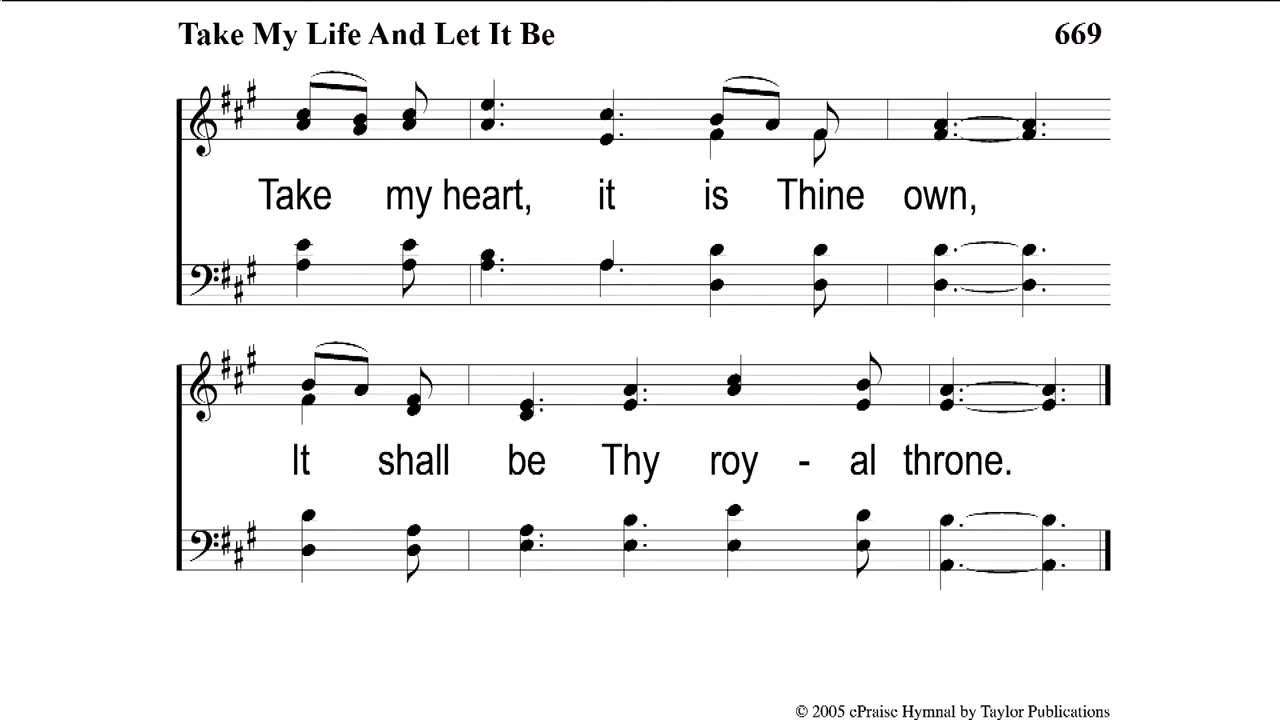 Take My Life And Let It Be 669
Take my heart, it is Thine own,
It shall be Thy roy - al throne.
© 2005 ePraise Hymnal by Taylor Publications